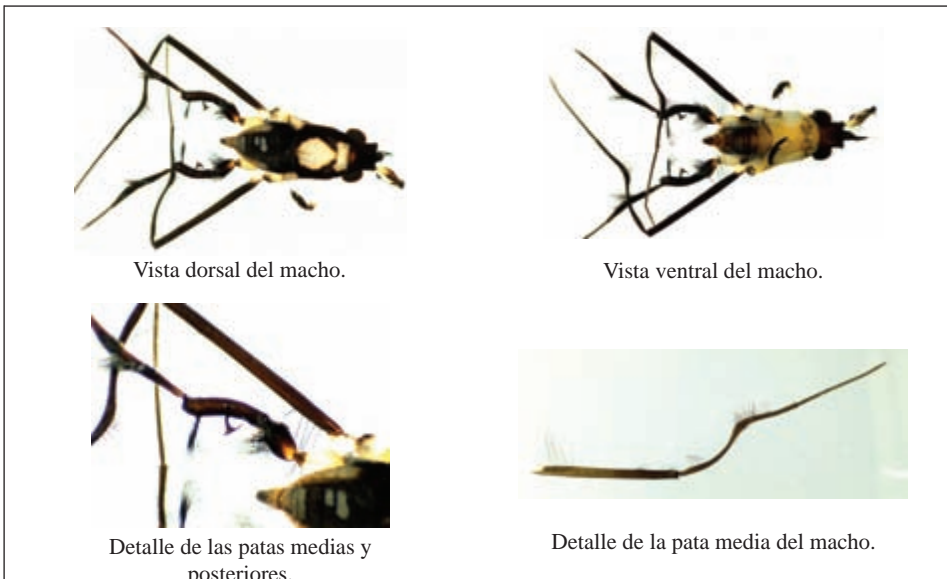 Vista dorsal del macho.
Vista ventral del macho.
Detalle de las patas medias y
posteriores.
Detalle de la pata media del macho.